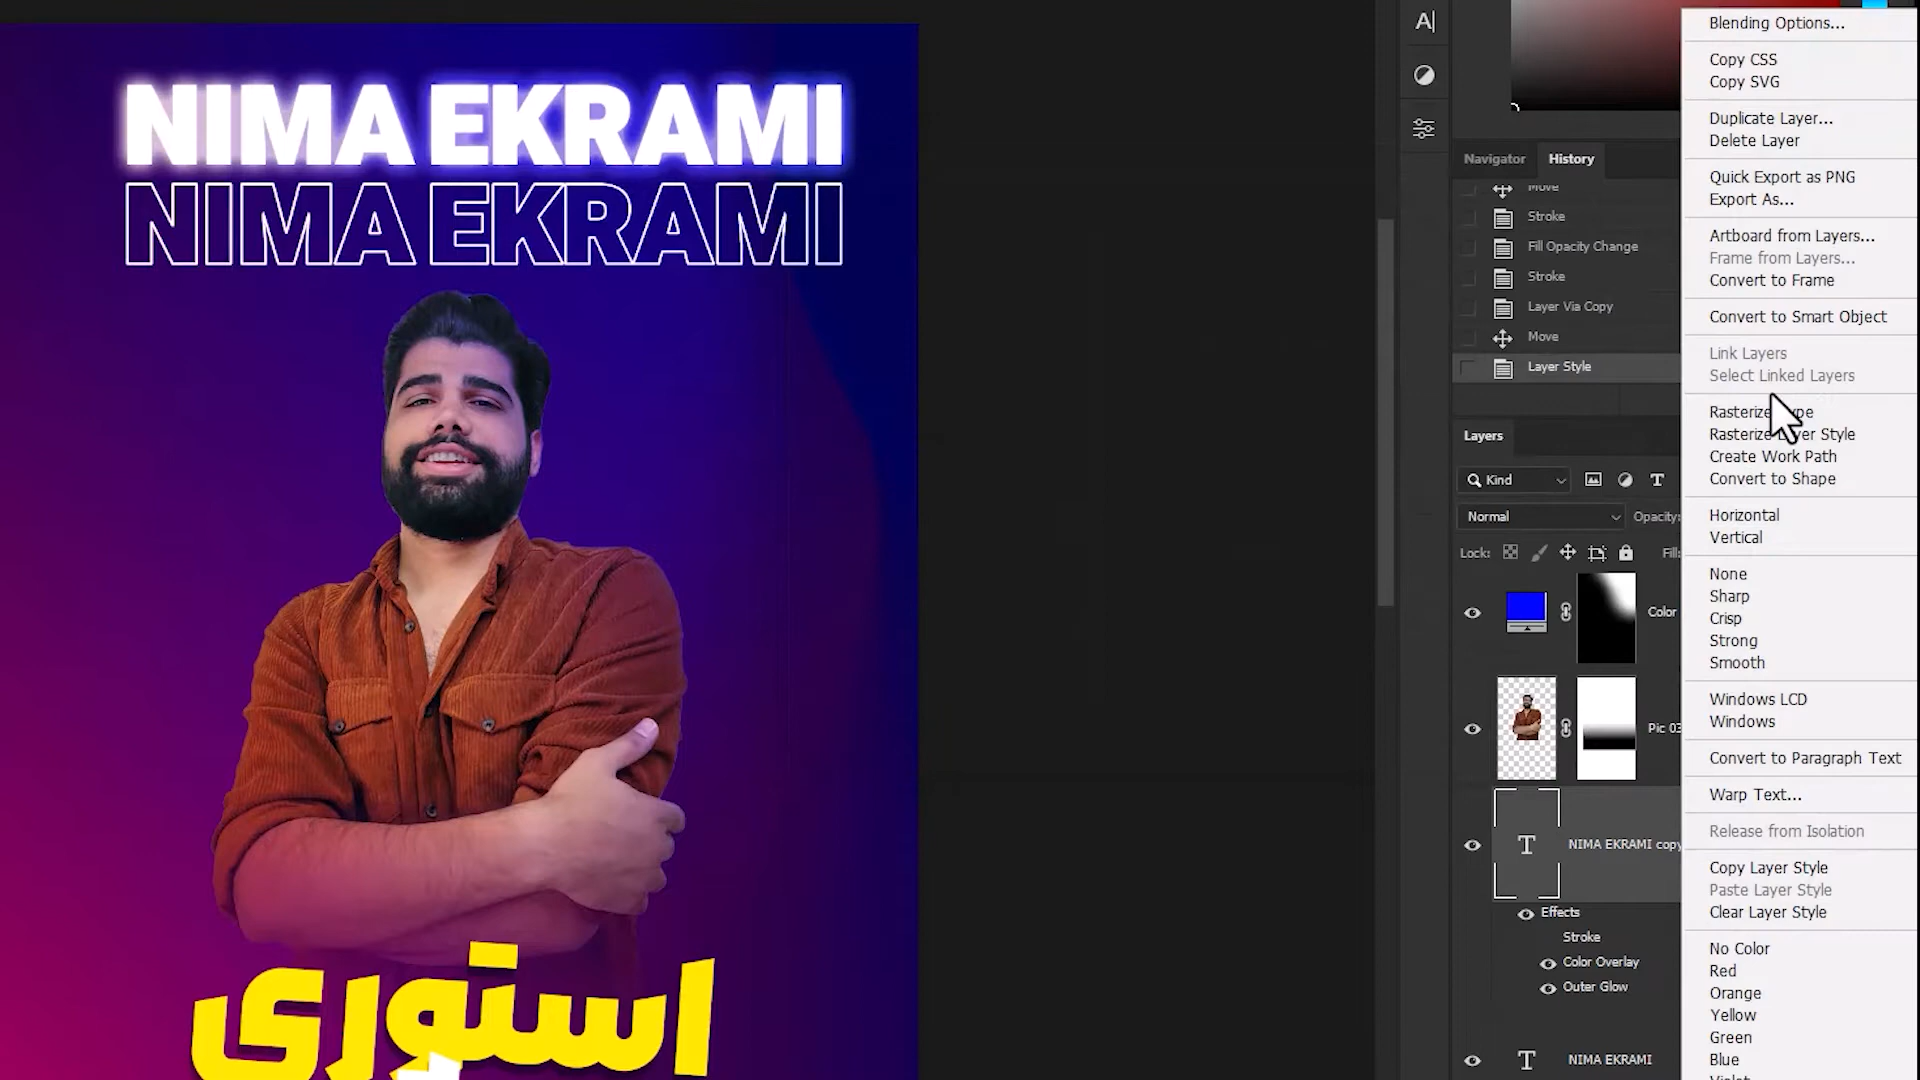 NIMA EKRAMI
NIMA EKRAMI
استوری
A
Navigator
History
Move
Stroke
Fill Opacity Change
Stroke
Layer Via Copy
Move
Layer Style
Layers
Kind
T
Normal
Opacity:
Lock:
Fill:
Color
Pic 03
T
NIMA EKRAMI copy
Effects
Stroke
Color Overlay
Outer Glow
T
NIMA EKRAMI
Blending Options...
Copy CSS
Copy SVG
Duplicate Layer...
Delete Layer
Quick Export as PNG
Export As...
Artboard from Layers...
Frame from Layers...
Convert to Frame
Convert to Smart Object
Link Layers
Select Linked Layers
Rasterize Type
Rasterize Layer Style
Create Work Path
Convert to Shape
Horizontal
Vertical
None
Sharp
Crisp
Strong
Smooth
Windows LCD
Windows
Convert to Paragraph Text
Warp Text...
Release from Isolation
Copy Layer Style
Paste Layer Style
Clear Layer Style
No Color
Red
Orange
Yellow
Green
Blue
Violet